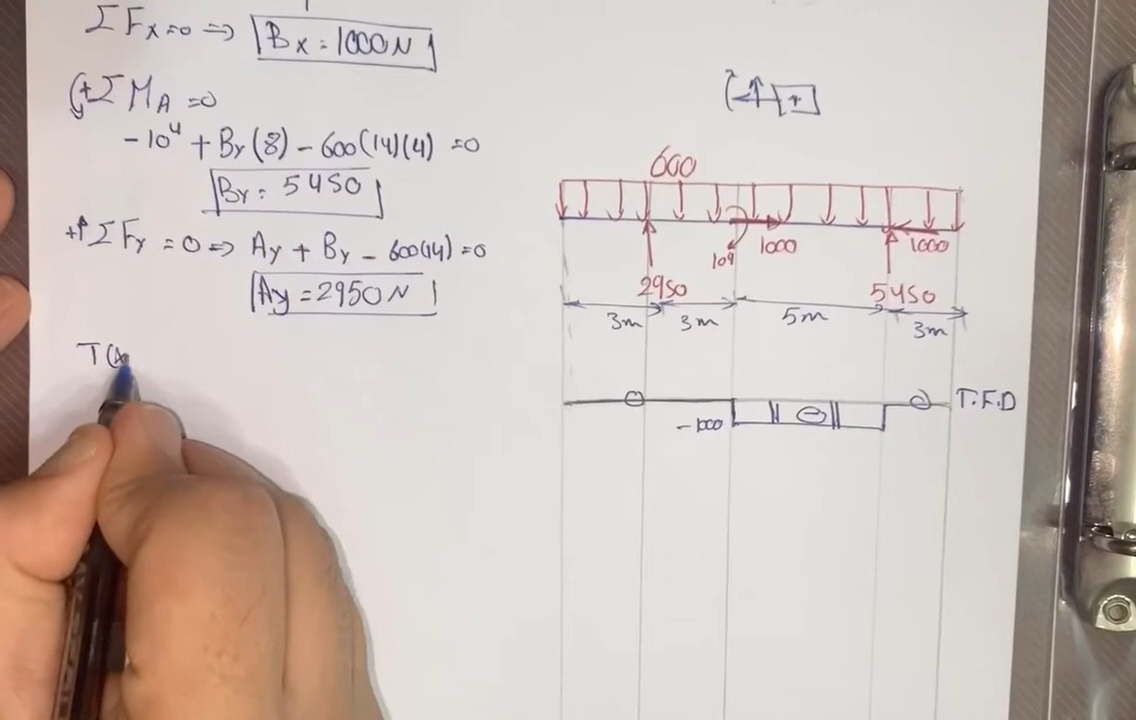 ΣFx=0 ⇒ Bx = 1000N
+ΣMA =0
-10⁴ + By(8) - 600(14)(4) =0
By = 5450
+↑ΣFy =0 ⇒ Ay + By - 600(14)=0
Ay = 2950N
T(x
+
600
10⁴ 1000 1000
2950 5450
3m 3m 5m 3m
T.F.D
-1000